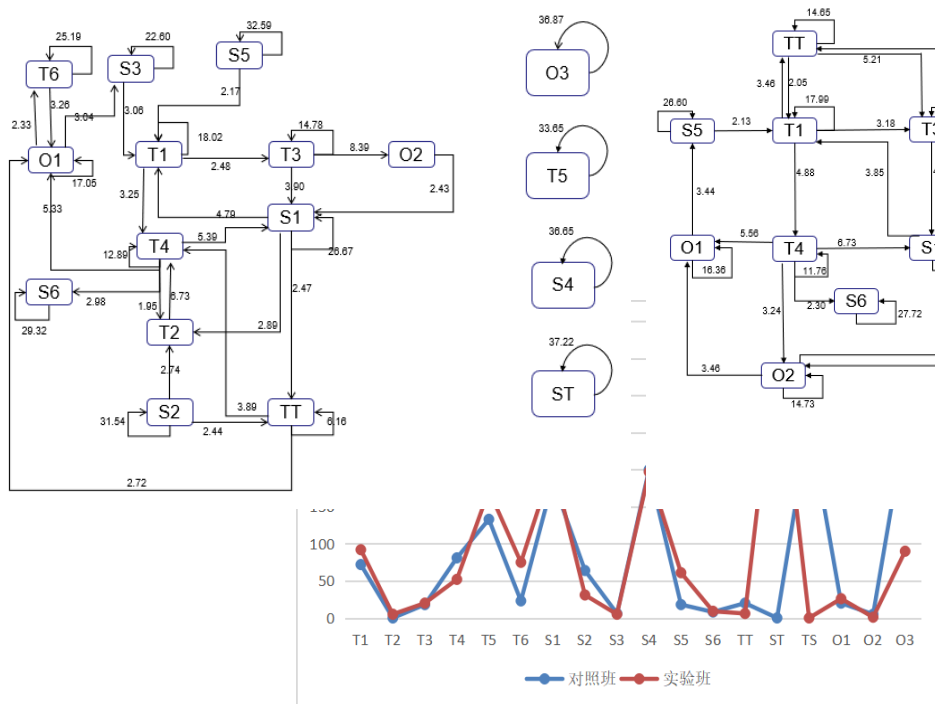 25.19
22.60
32.59
T6
S3
S5
3.26
2.33
3.04
3.06
2.17
O1
17.05
18.02
T1
2.48
14.78
T3
8.39
O2
2.43
3.90
3.25
5.33
4.79
S1
26.67
T4
5.39
12.89
S6
2.98
29.32
1.95
6.73
2.47
T2
2.89
2.74
S2
31.54
2.44
3.89
TT
6.16
2.72
36.87
O3
33.65
T5
36.65
S4
37.22
ST
14.65
TT
5.21
3.46
2.05
26.60
S5
2.13
17.99
T1
3.18
3.44
4.88
3.85
O1
16.36
5.56
T4
6.73
11.76
2.30
S6
27.72
3.24
3.46
O2
14.73
100
50
0
T1 T2 T3 T4 T5 T6 S1 S2 S3 S4 S5 S6 TT ST TS O1 O2 O3
对照班 实验班